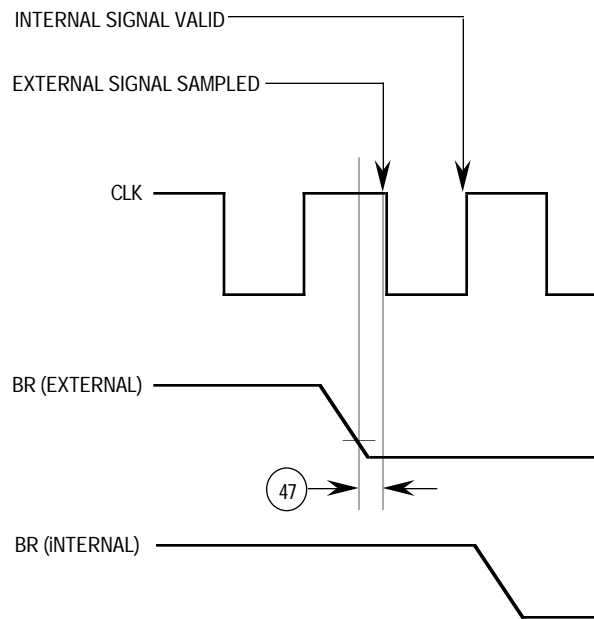 INTERNAL SIGNAL VALID
EXTERNAL SIGNAL SAMPLED
CLK
BR (EXTERNAL)
47
BR (iNTERNAL)